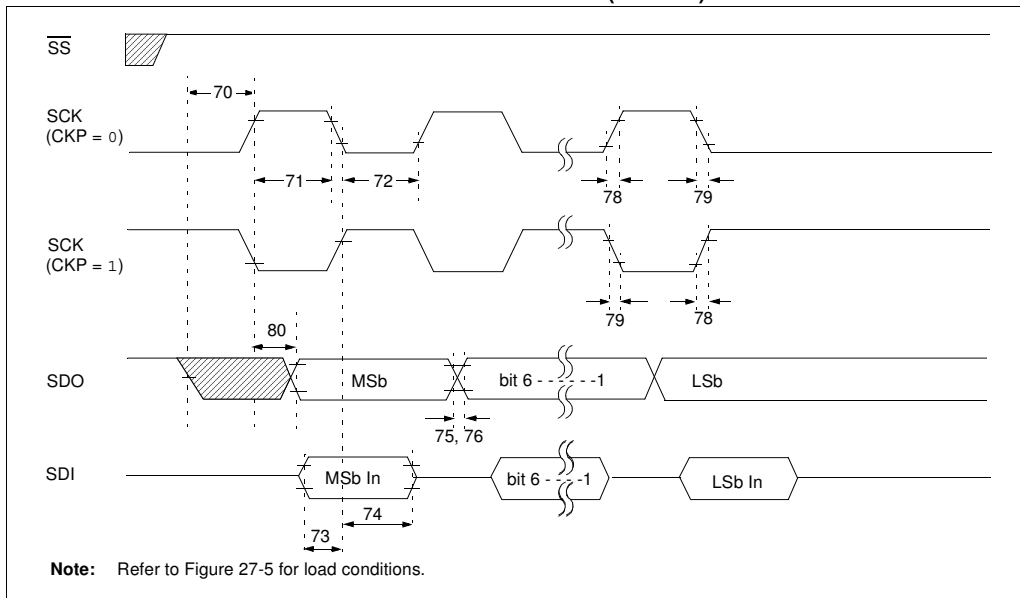 SS
70
SCK
(CKP = 0)
71
72
78
79
SCK
(CKP = 1)
79
78
80
SDO
MSb
bit 6 - - - - - -1
LSb
75, 76
SDI
MSb In
bit 6 - - - -1
LSb In
74
73
Note: Refer to Figure 27-5 for load conditions.